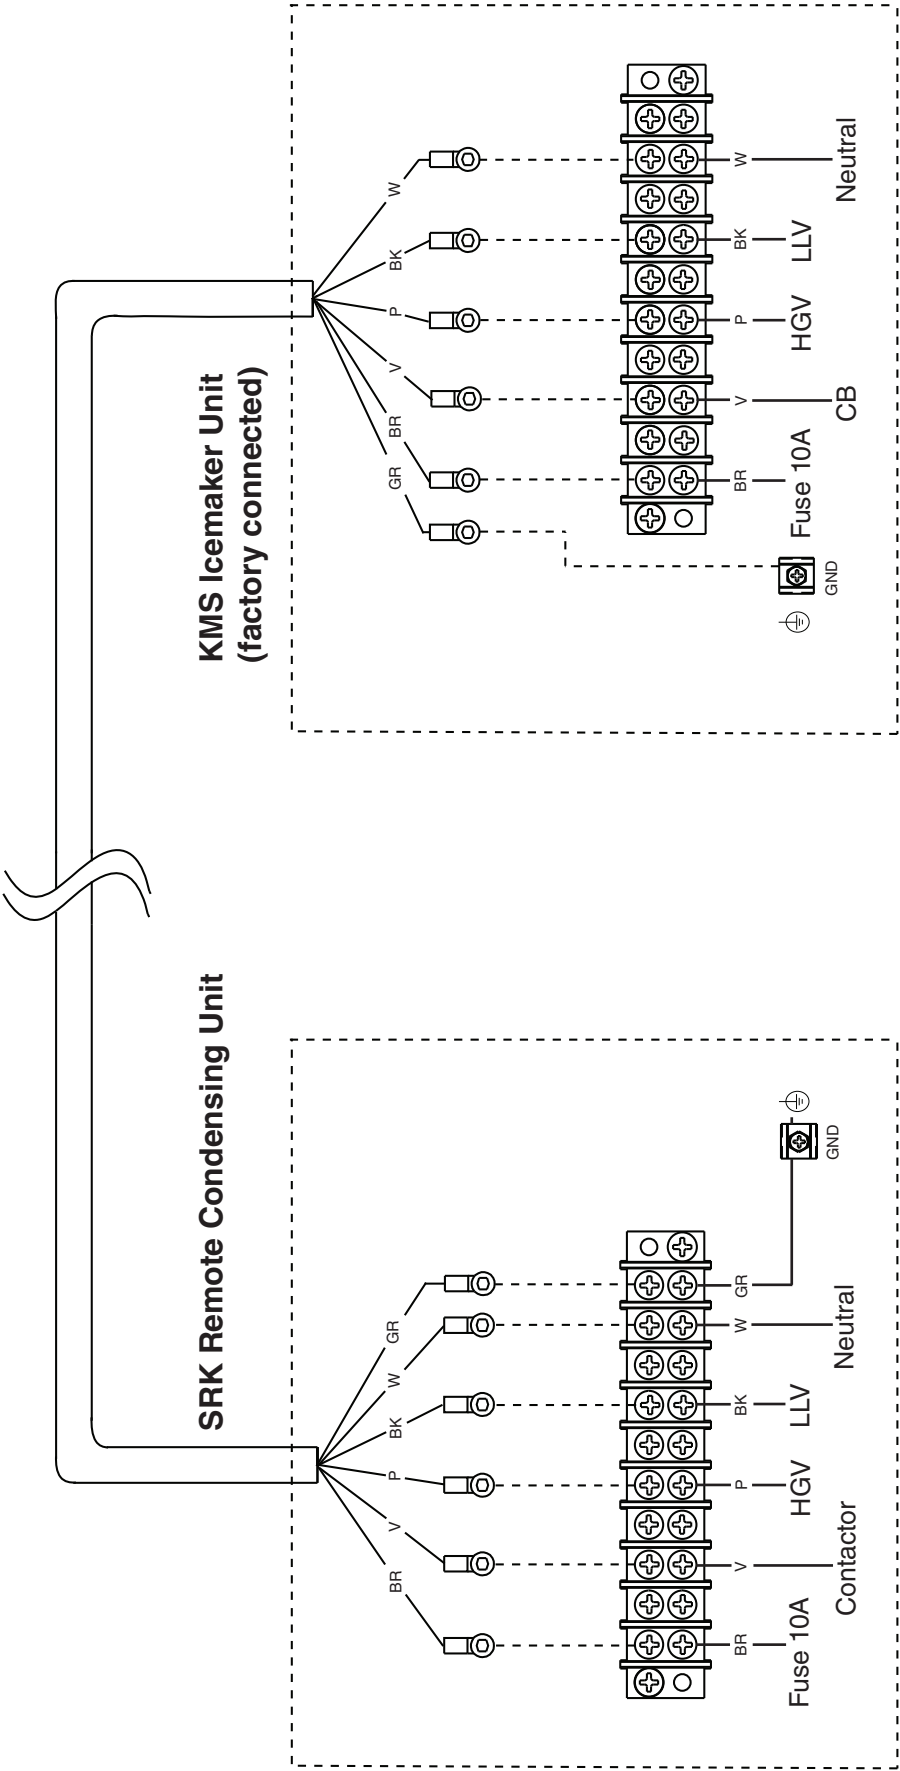 SRK Remote Condensing Unit
BR
V
P
BK
W
GR
BR
V
P
BK
W
GR
Fuse 10A
HGV
LLV
GND
Contactor
Neutral
KMS Icemaker Unit
(factory connected)
GR
BR
V
P
BK
W
BR
V
P
BK
W
GND
Fuse 10A
HGV
LLV
CB
Neutral